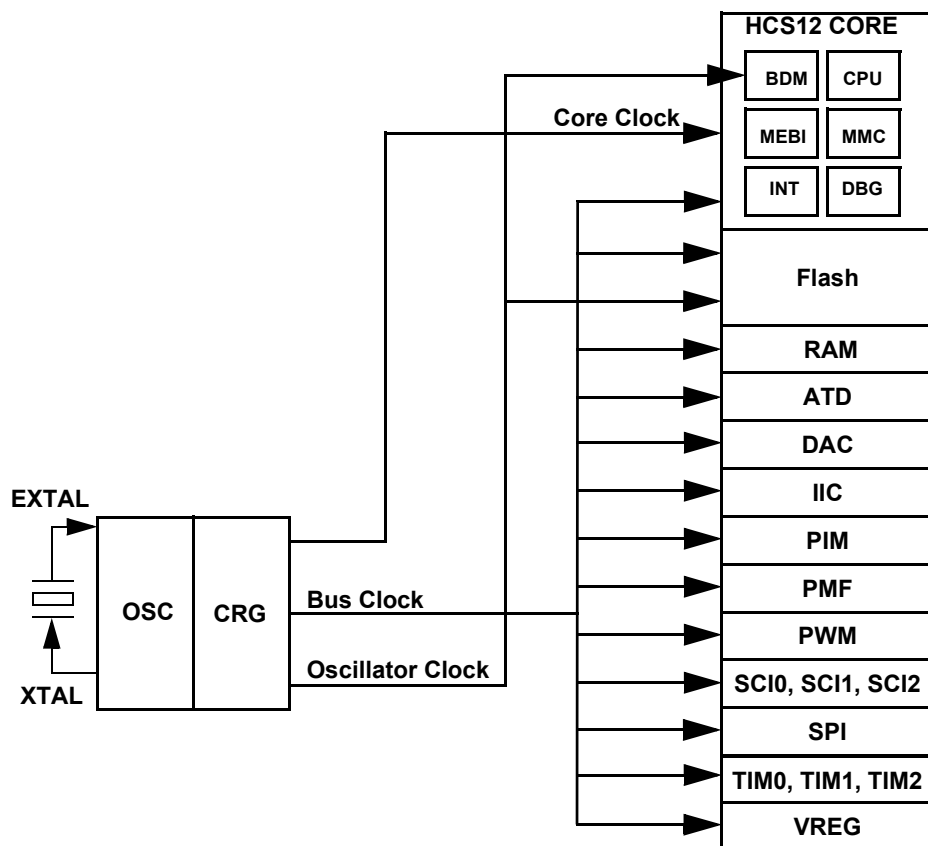 HCS12 CORE
BDM
CPU
Core Clock
MEBI
MMC
INT
DBG
Flash
RAM
ATD
DAC
EXTAL
IIC
PIM
OSC
CRG
Bus Clock
PMF
PWM
Oscillator Clock
XTAL
SCI0, SCI1, SCI2
SPI
TIM0, TIM1, TIM2
VREG